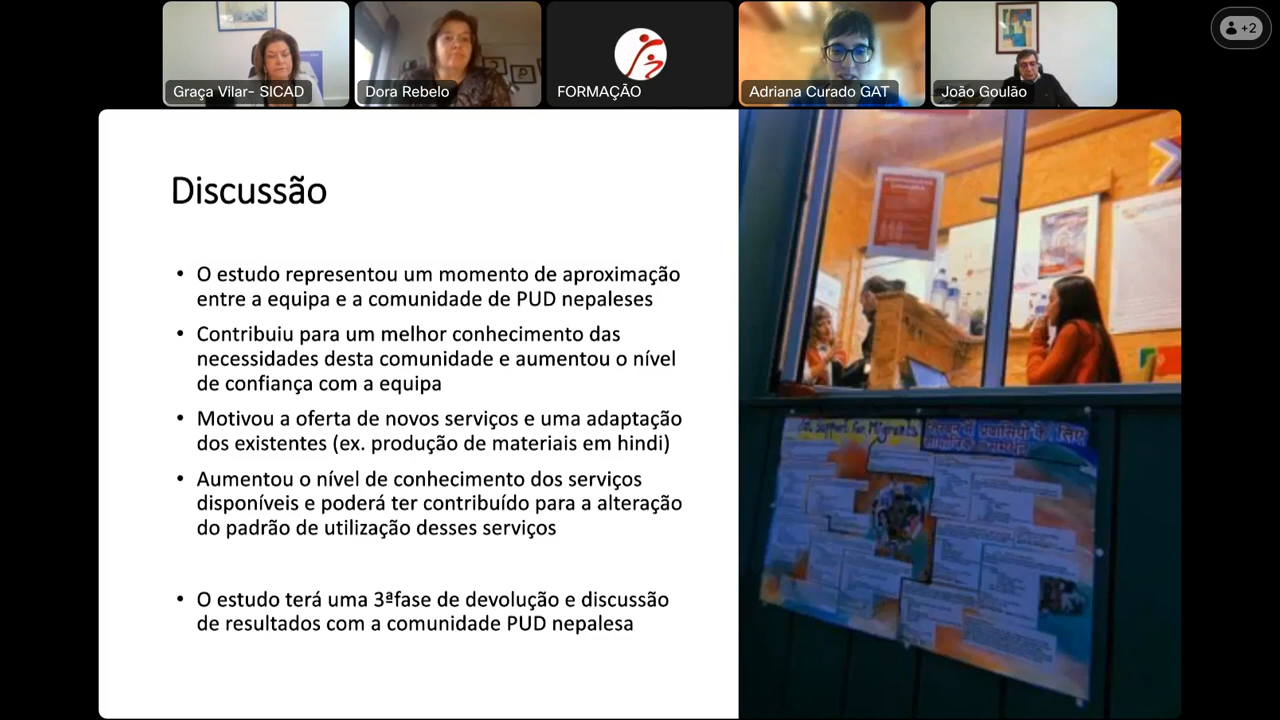 Graça Vilar- SICAD
Dora Rebelo
FORMAÇÃO
Adriana Curado GAT
João Goulão
+2
Discussão
• O estudo representou um momento de aproximação
entre a equipa e a comunidade de PUD nepaleses
• Contribuiu para um melhor conhecimento das
necessidades desta comunidade e aumentou o nível
de confiança com a equipa
• Motivou a oferta de novos serviços e uma adaptação
dos existentes (ex. produção de materiais em hindi)
• Aumentou o nível de conhecimento dos serviços
disponíveis e poderá ter contribuído para a alteração
do padrão de utilização desses serviços
• O estudo terá uma 3ªfase de devolução e discussão
de resultados com a comunidade PUD nepalesa
support for Migrants